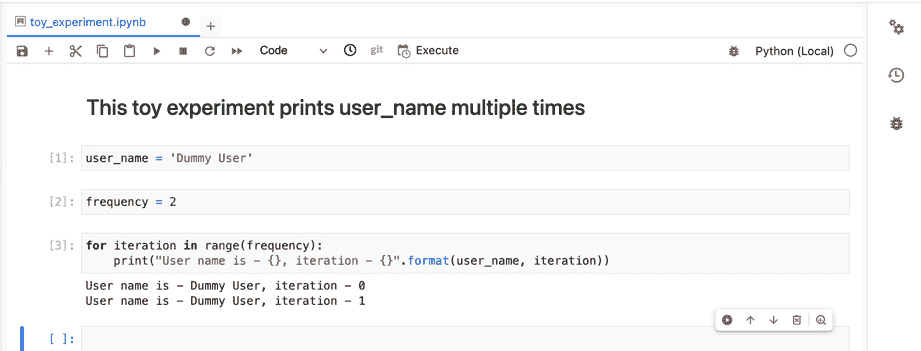 toy_experiment.ipynb
Code
git
Execute
Python (Local)
This toy experiment prints user_name multiple times
[1]: user_name = 'Dummy User'
[2]: frequency = 2
[3]: for iteration in range(frequency):
print("User name is - {}, iteration - {}".format(user_name, iteration))
User name is - Dummy User, iteration - 0
User name is - Dummy User, iteration - 1
[ ]: